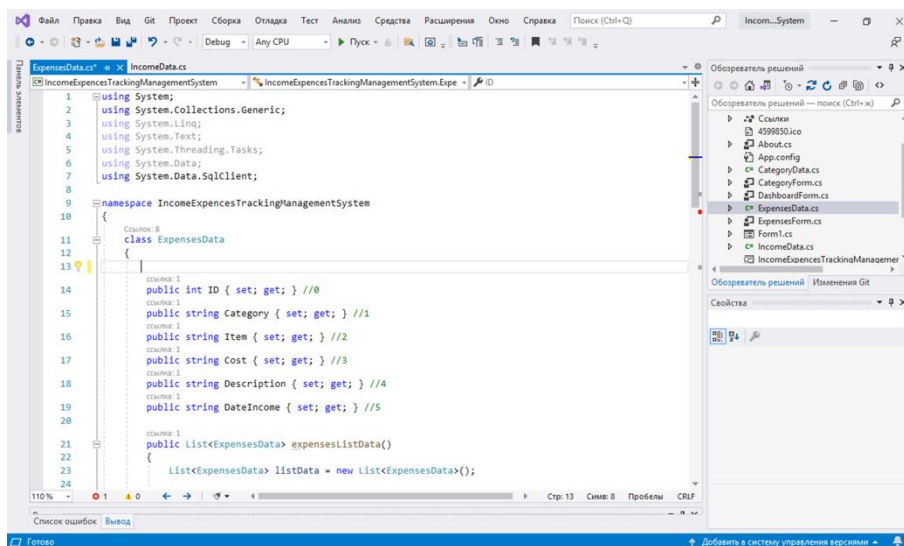 Файл Правка Вид Git Проект Сборка Отладка Тест Анализ Средства Расширения Окно Справка Поиск (Ctrl+Q) Incom...System
Debug Any CPU Пуск
Панель элементов
ExpensesData.cs* IncomeData.cs
IncomeExpencesTrackingManagementSystem IncomeExpencesTrackingManagementSystem.Expe ID
1 using System;
2 using System.Collections.Generic;
3 using System.Linq;
4 using System.Text;
5 using System.Threading.Tasks;
6 using System.Data;
7 using System.Data.SqlClient;
8
9 namespace IncomeExpencesTrackingManagementSystem
10 {
Ссылок: 8
11 class ExpensesData
12 {
13
ссылка: 1
14 public int ID { set; get; } //0
ссылка: 1
15 public string Category { set; get; } //1
ссылка: 1
16 public string Item { set; get; } //2
ссылка: 1
17 public string Cost { set; get; } //3
ссылка: 1
18 public string Description { set; get; } //4
ссылка: 1
19 public string DateIncome { set; get; } //5
20
ссылка: 1
21 public List<ExpensesData> expensesListData()
22 {
23 List<ExpensesData> listData = new List<ExpensesData>();
24
110 % 1 0 Стр: 13 Симв: 8 Пробелы CRLF
Список ошибок Вывод
Готово Добавить в систему управления версиями
Обозреватель решений
Обозреватель решений — поиск (Ctrl+ж)
Ссылки
4599850.ico
About.cs
App.config
CategoryData.cs
CategoryForm.cs
DashboardForm.cs
ExpensesData.cs
ExpensesForm.cs
Form1.cs
IncomeData.cs
IncomeExpencesTrackingManagemer
Обозреватель решений Изменения Git
Свойства